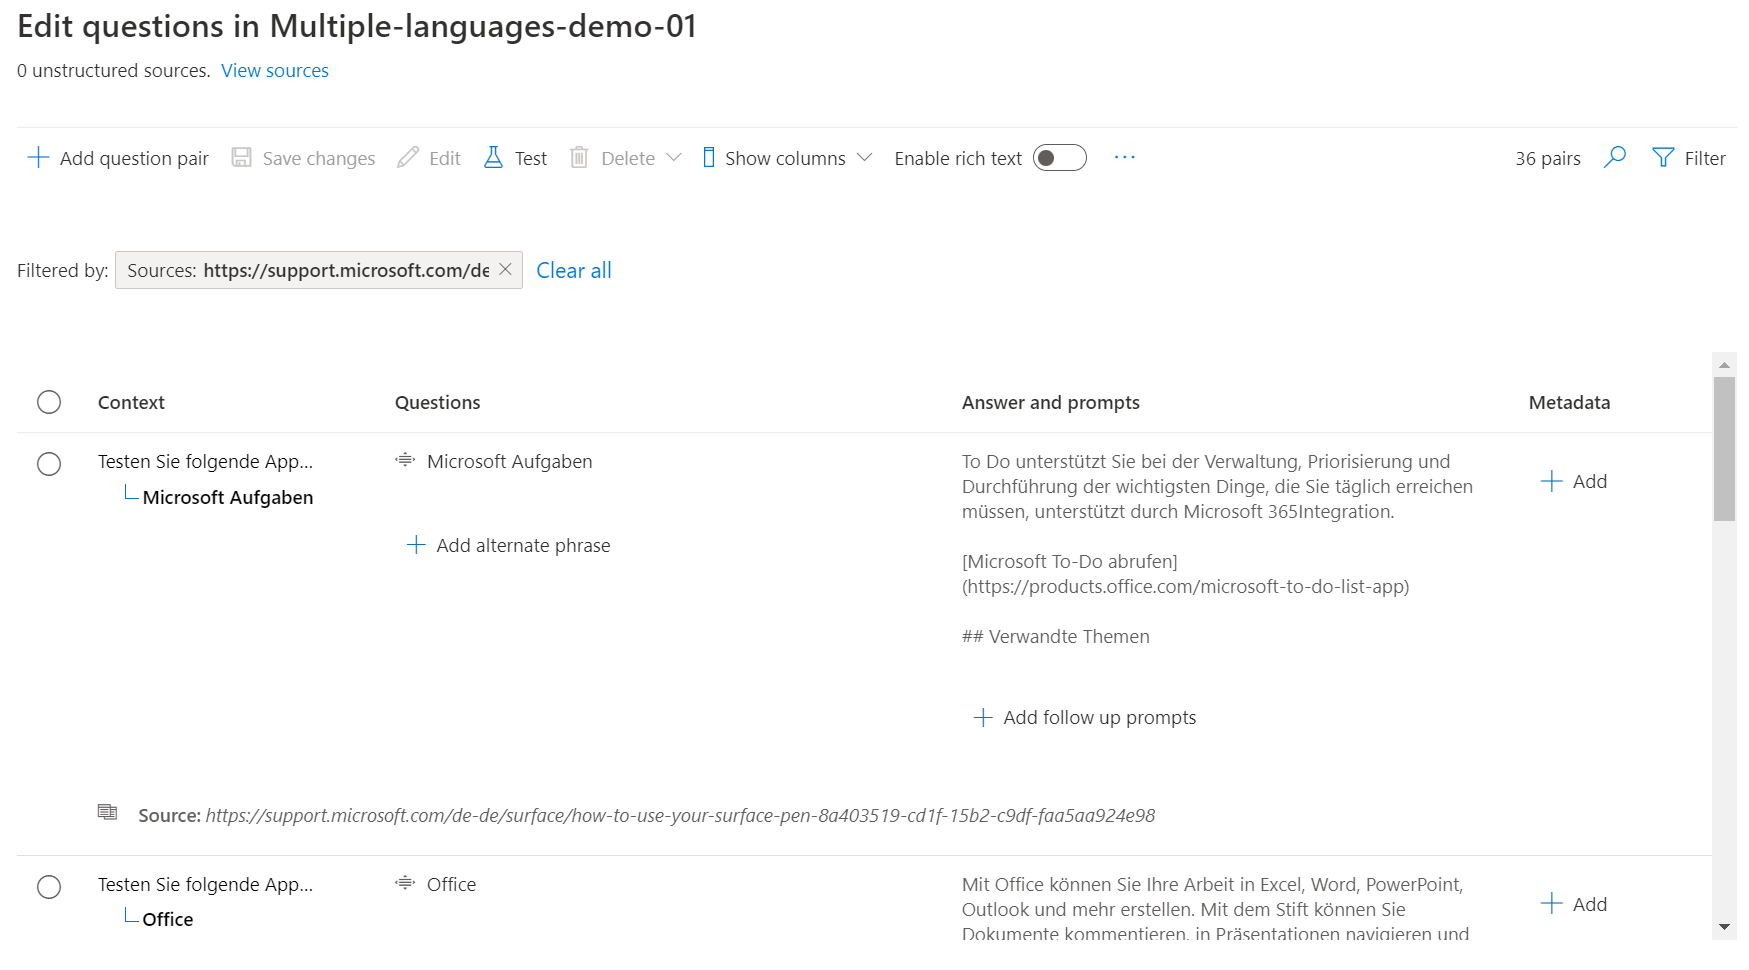 Edit questions in Multiple-languages-demo-01
0 unstructured sources. View sources
Add question pair Save changes Edit Test Delete Show columns Enable rich text ... 36 pairs Filter
Filtered by: Sources: https://support.microsoft.com/de Clear all
Context Questions Answer and prompts Metadata
Testen Sie folgende App...
Microsoft Aufgaben
Microsoft Aufgaben
Add alternate phrase
To Do unterstützt Sie bei der Verwaltung, Priorisierung und
Durchführung der wichtigsten Dinge, die Sie täglich erreichen
müssen, unterstützt durch Microsoft 365Integration.
[Microsoft To-Do abrufen]
(https://products.office.com/microsoft-to-do-list-app)
## Verwandte Themen
Add follow up prompts
Add
Source: https://support.microsoft.com/de-de/surface/how-to-use-your-surface-pen-8a403519-cd1f-15b2-c9df-faa5aa924e98
Testen Sie folgende App...
Office
Office
Mit Office können Sie Ihre Arbeit in Excel, Word, PowerPoint,
Outlook und mehr erstellen. Mit dem Stift können Sie
Dokumente kommentieren, in Präsentationen navigieren und
Add